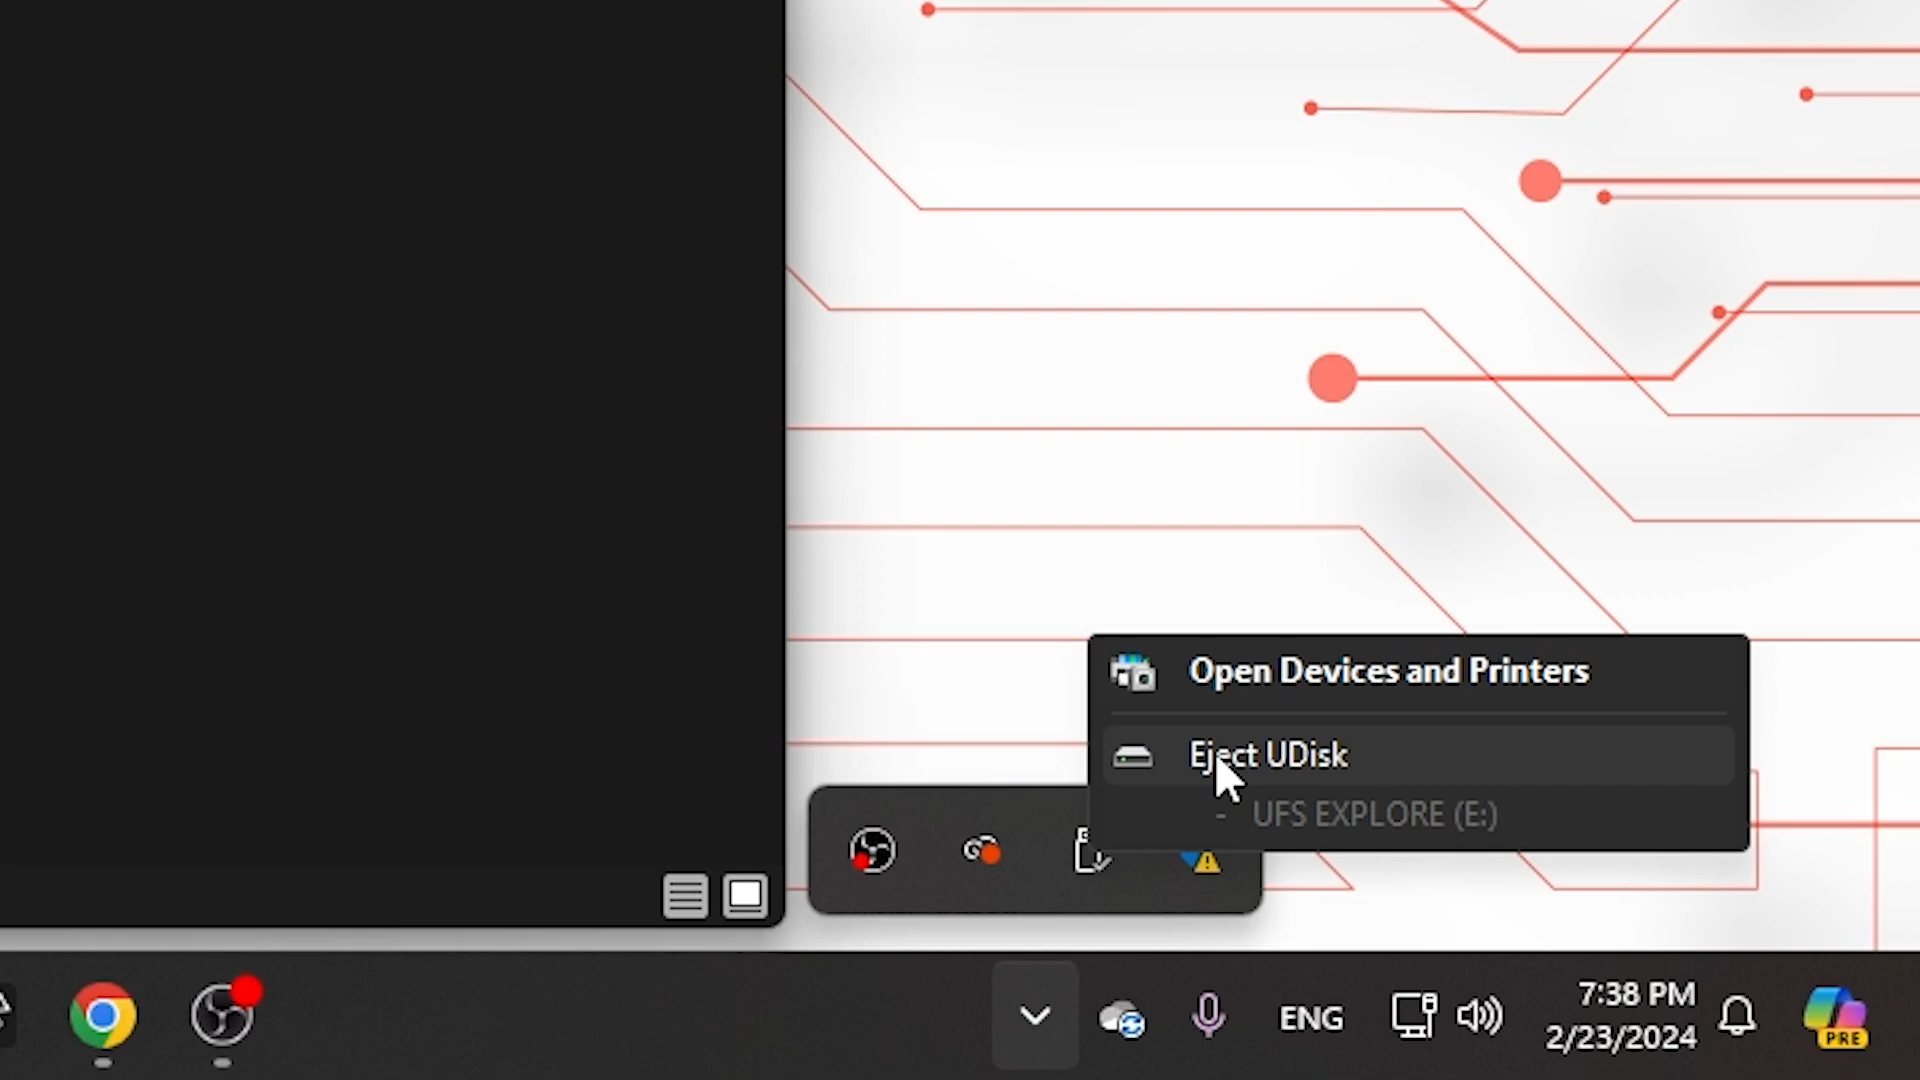 Open Devices and Printers
Eject UDisk
- UFS EXPLORE (E:)
ENG
7:38 PM
2/23/2024
PRE